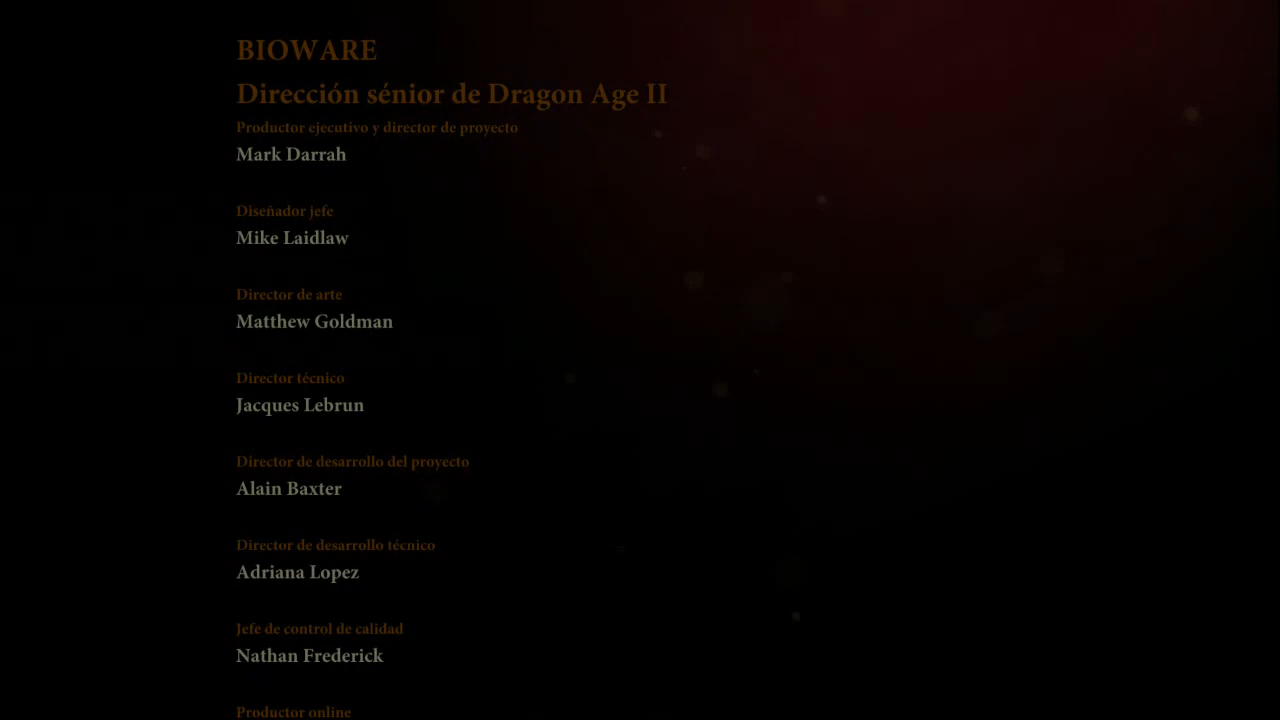 BIOWARE
Dirección sénior de Dragon Age II
Productor ejecutivo y director de proyecto
Mark Darrah
Diseñador jefe
Mike Laidlaw
Director de arte
Matthew Goldman
Director técnico
Jacques Lebrun
Director de desarrollo del proyecto
Alain Baxter
Director de desarrollo técnico
Adriana Lopez
Jefe de control de calidad
Nathan Frederick
Productor online